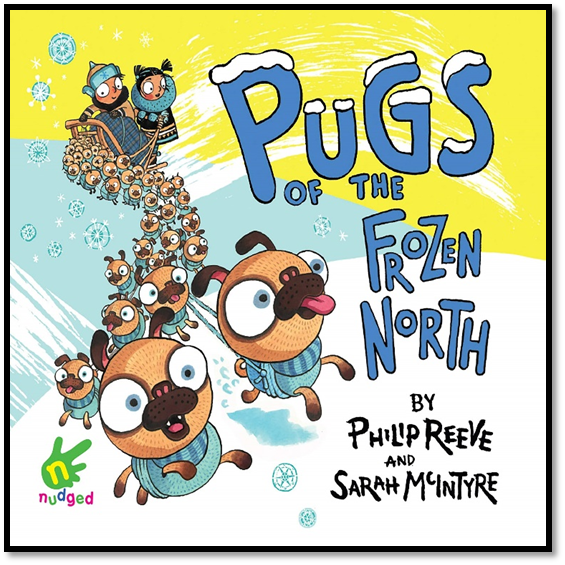 PUGS
OF THE
FROZEN
NORTH
BY
PHILIP REEVE
AND
SARAH McINTYRE
n
nudged